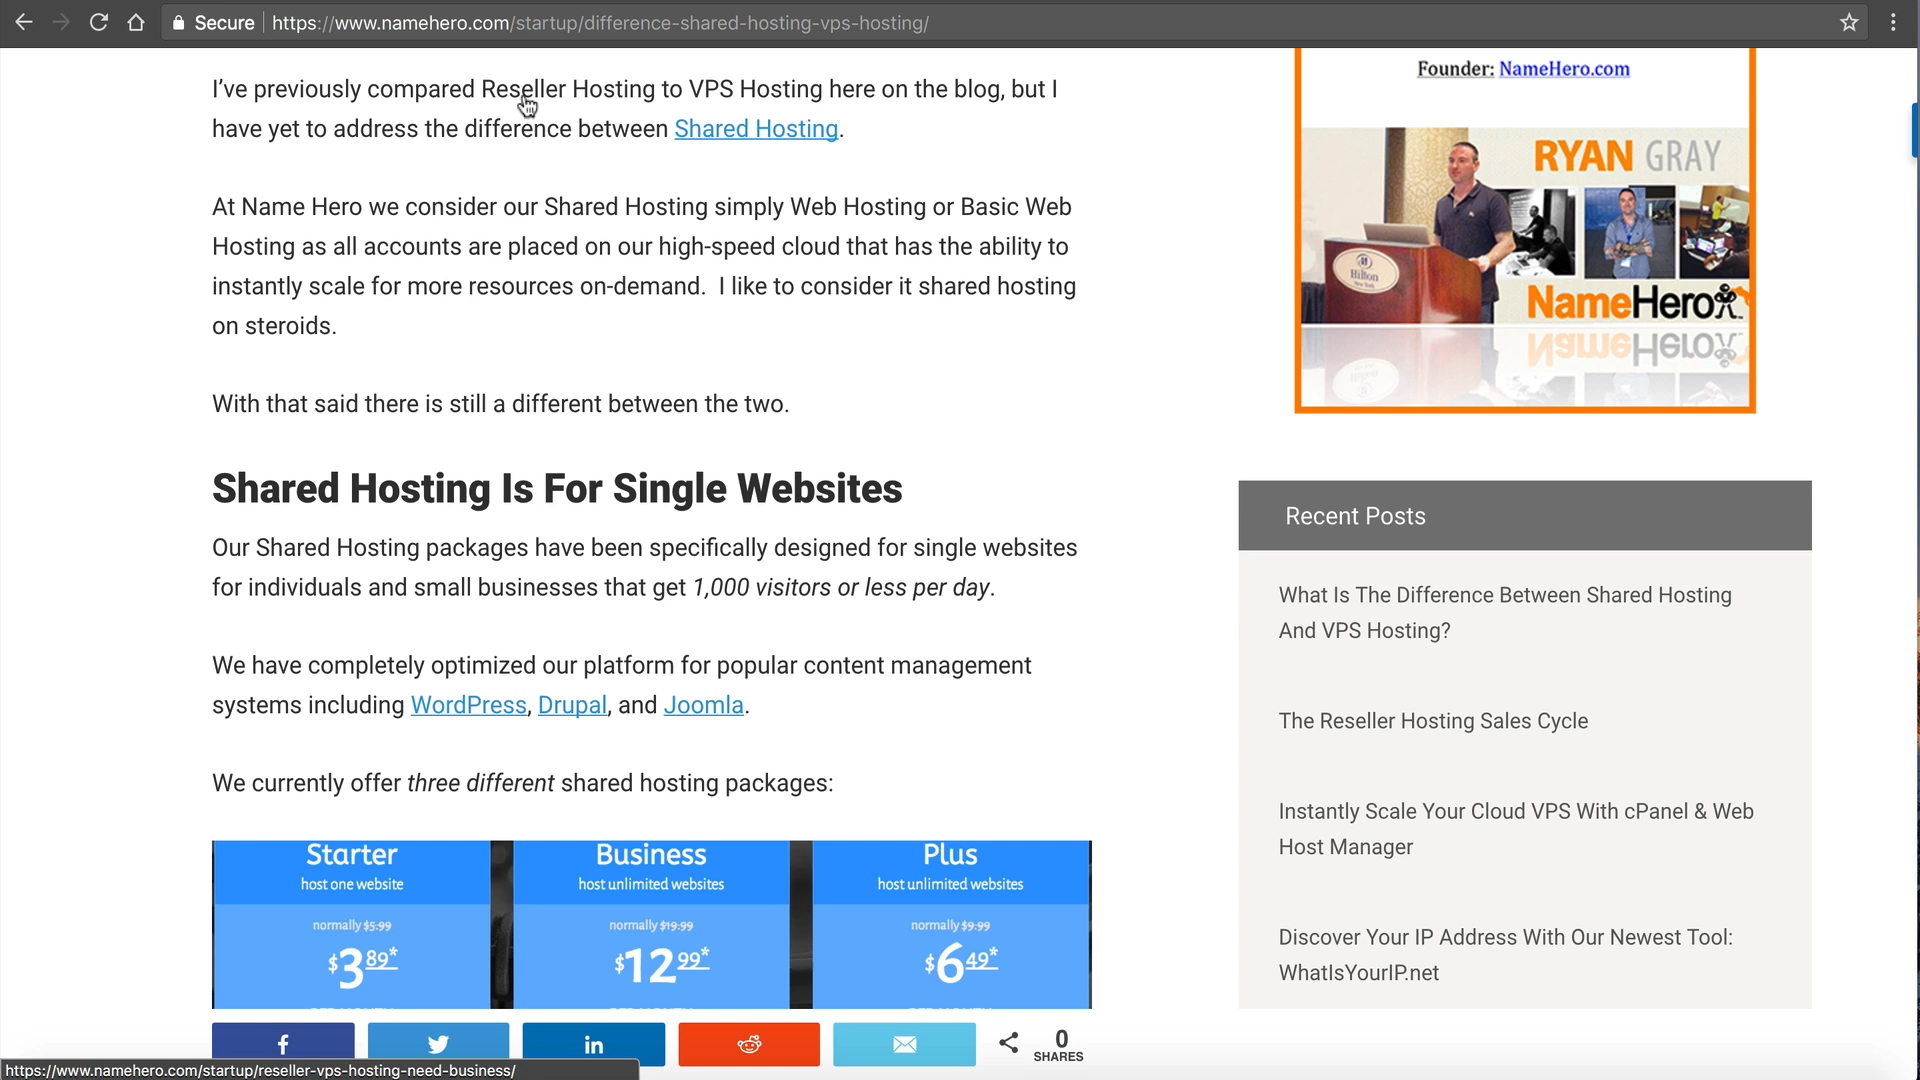 Secure https://www.namehero.com/startup/difference-shared-hosting-vps-hosting/
I've previously compared Reseller Hosting to VPS Hosting here on the blog, but I
have yet to address the difference between Shared Hosting.
At Name Hero we consider our Shared Hosting simply Web Hosting or Basic Web
Hosting as all accounts are placed on our high-speed cloud that has the ability to
instantly scale for more resources on-demand.  I like to consider it shared hosting
on steroids.
With that said there is still a different between the two.
Shared Hosting Is For Single Websites
Our Shared Hosting packages have been specifically designed for single websites
for individuals and small businesses that get 1,000 visitors or less per day.
We have completely optimized our platform for popular content management
systems including WordPress, Drupal, and Joomla.
We currently offer three different shared hosting packages:
Starter
host one website
normally $5.99
$3 89*
Business
host unlimited websites
normally $19.99
$12 99*
Plus
host unlimited websites
normally $9.99
$6 49*
f
in
0
SHARES
https://www.namehero.com/startup/reseller-vps-hosting-need-business/
Founder: NameHero.com
RYAN GRAY
Hilton
NameHero
Recent Posts
What Is The Difference Between Shared Hosting
And VPS Hosting?
The Reseller Hosting Sales Cycle
Instantly Scale Your Cloud VPS With cPanel & Web
Host Manager
Discover Your IP Address With Our Newest Tool:
WhatIsYourIP.net